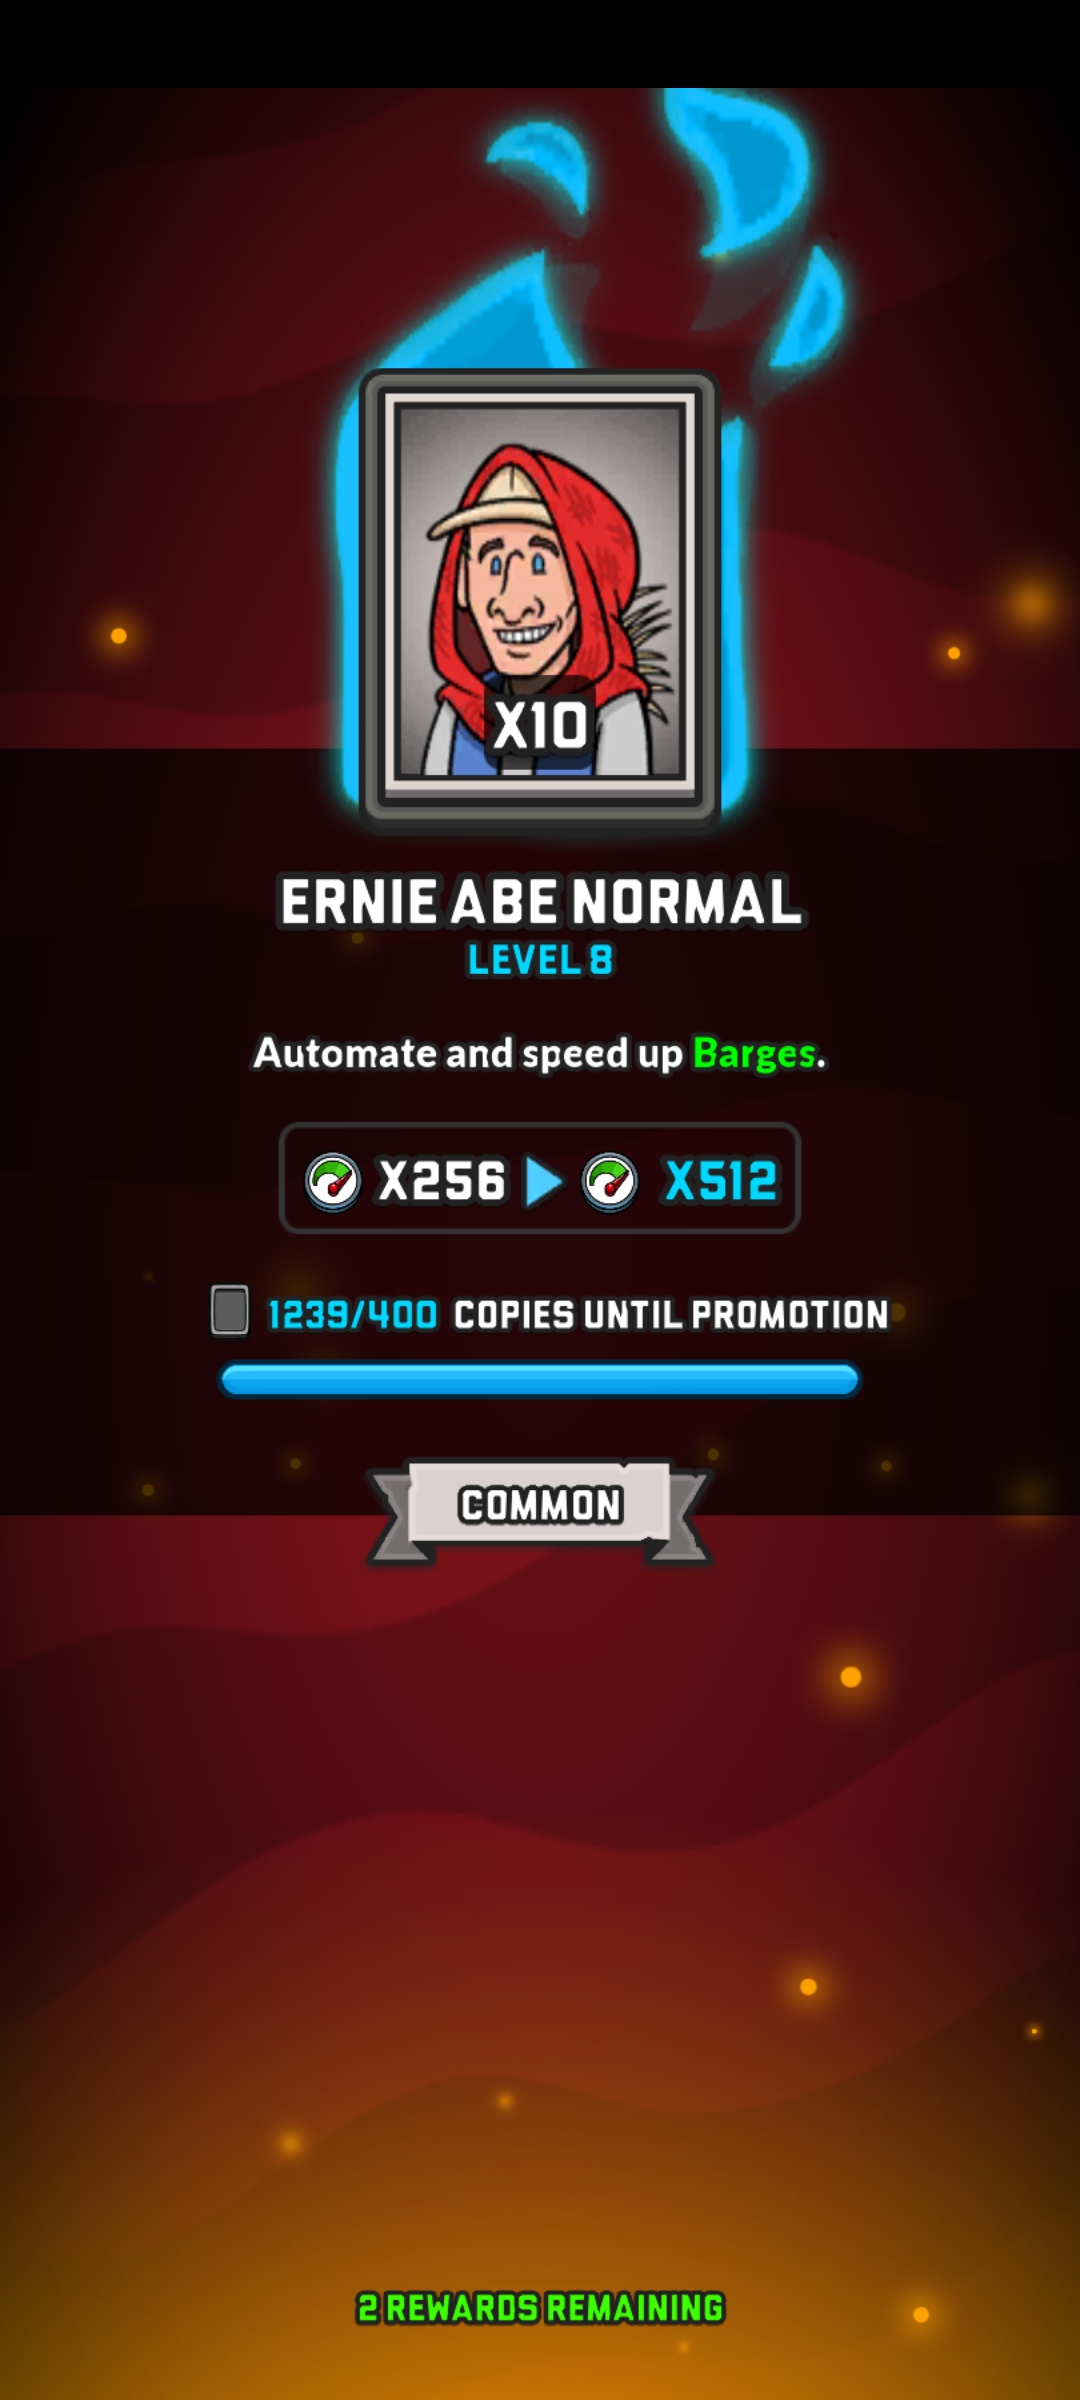 X10
ERNIE ABE NORMAL
LEVEL 8
Automate and speed up Barges.
X256 X512
1239/400 COPIES UNTIL PROMOTION
COMMON
2 REWARDS REMAINING